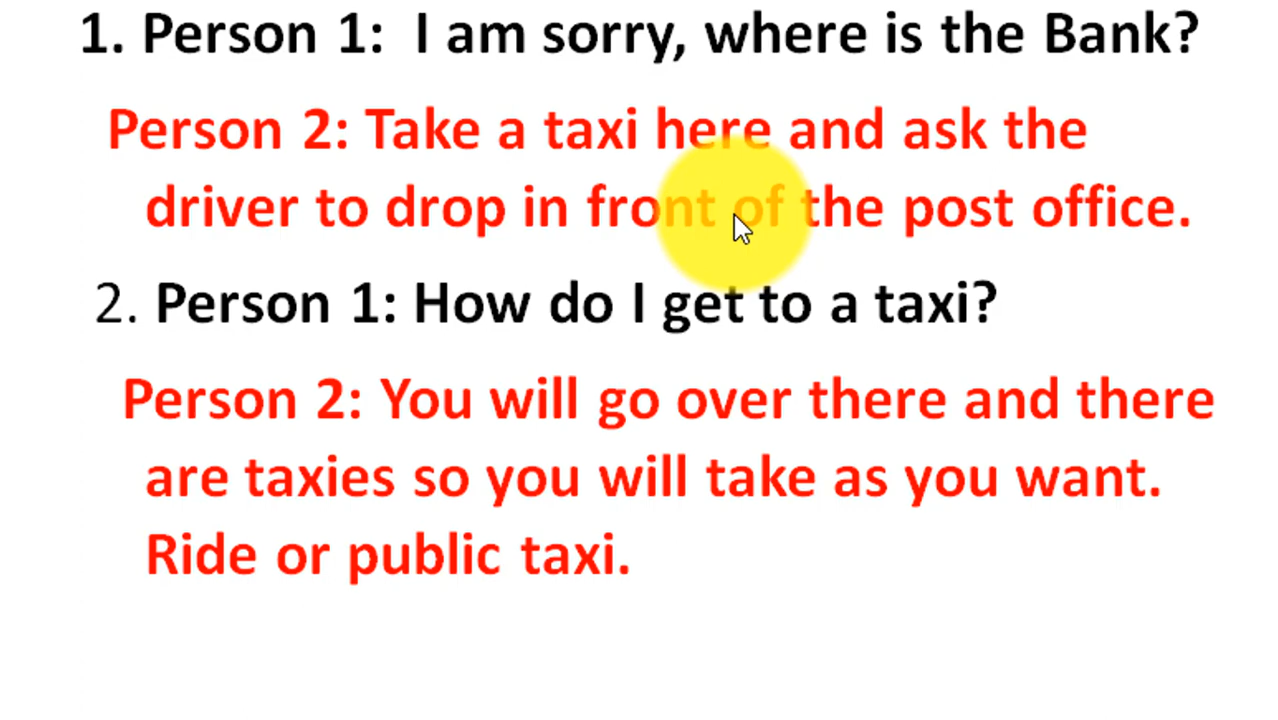 1. Person 1: I am sorry, where is the Bank?
Person 2: Take a taxi here and ask the
driver to drop in front of the post office.
2. Person 1: How do I get to a taxi?
Person 2: You will go over there and there
are taxies so you will take as you want.
Ride or public taxi.